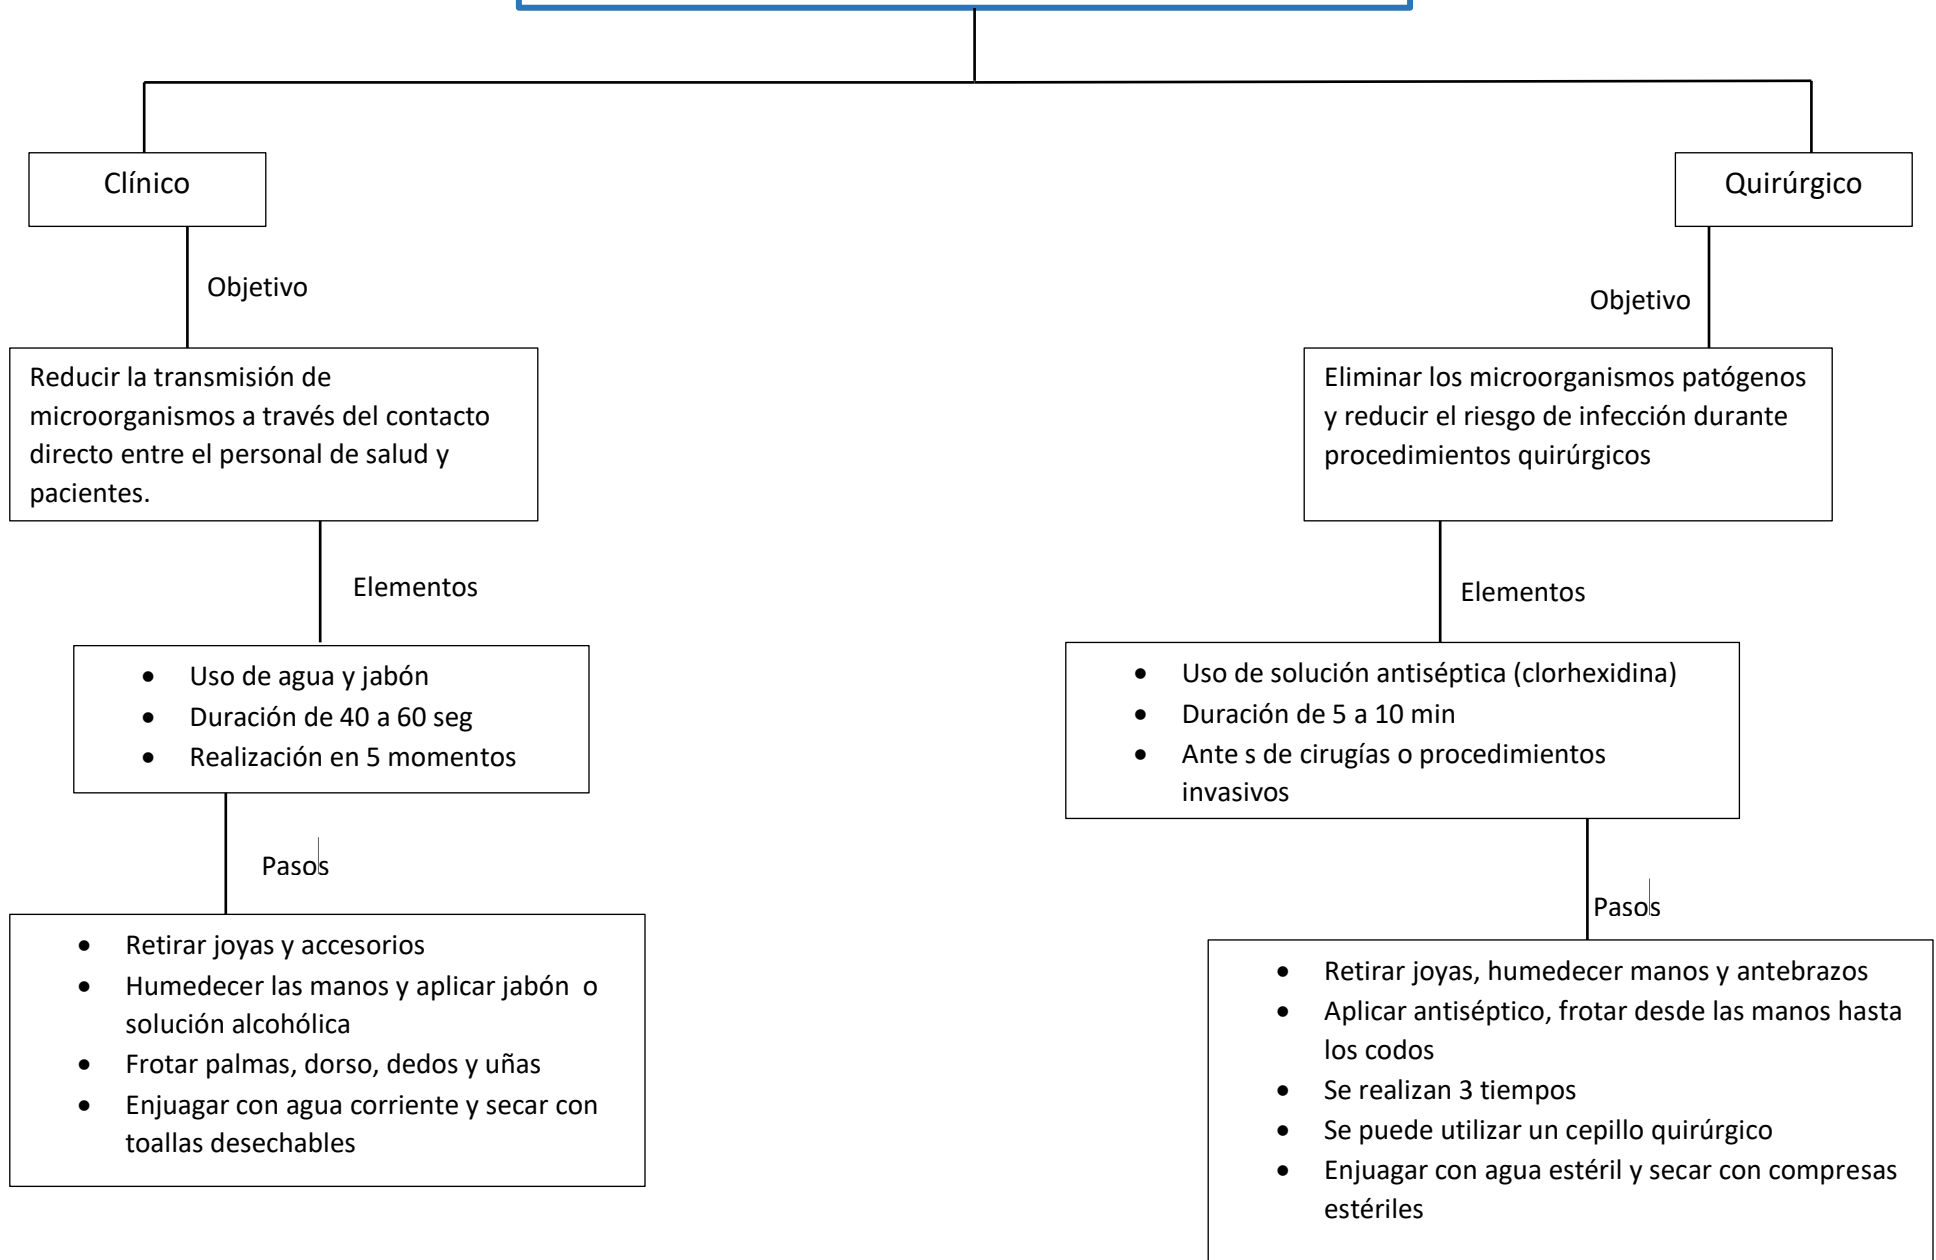 Clínico
Objetivo
Reducir la transmisión de
microorganismos a través del contacto
directo entre el personal de salud y
pacientes.
Elementos
• Uso de agua y jabón
• Duración de 40 a 60 seg
• Realización en 5 momentos
Pasos
• Retirar joyas y accesorios
• Humedecer las manos y aplicar jabón  o
solución alcohólica
• Frotar palmas, dorso, dedos y uñas
• Enjuagar con agua corriente y secar con
toallas desechables
Quirúrgico
Objetivo
Eliminar los microorganismos patógenos
y reducir el riesgo de infección durante
procedimientos quirúrgicos
Elementos
• Uso de solución antiséptica (clorhexidina)
• Duración de 5 a 10 min
• Ante s de cirugías o procedimientos
invasivos
Pasos
• Retirar joyas, humedecer manos y antebrazos
• Aplicar antiséptico, frotar desde las manos hasta
los codos
• Se realizan 3 tiempos
• Se puede utilizar un cepillo quirúrgico
• Enjuagar con agua estéril y secar con compresas
estériles